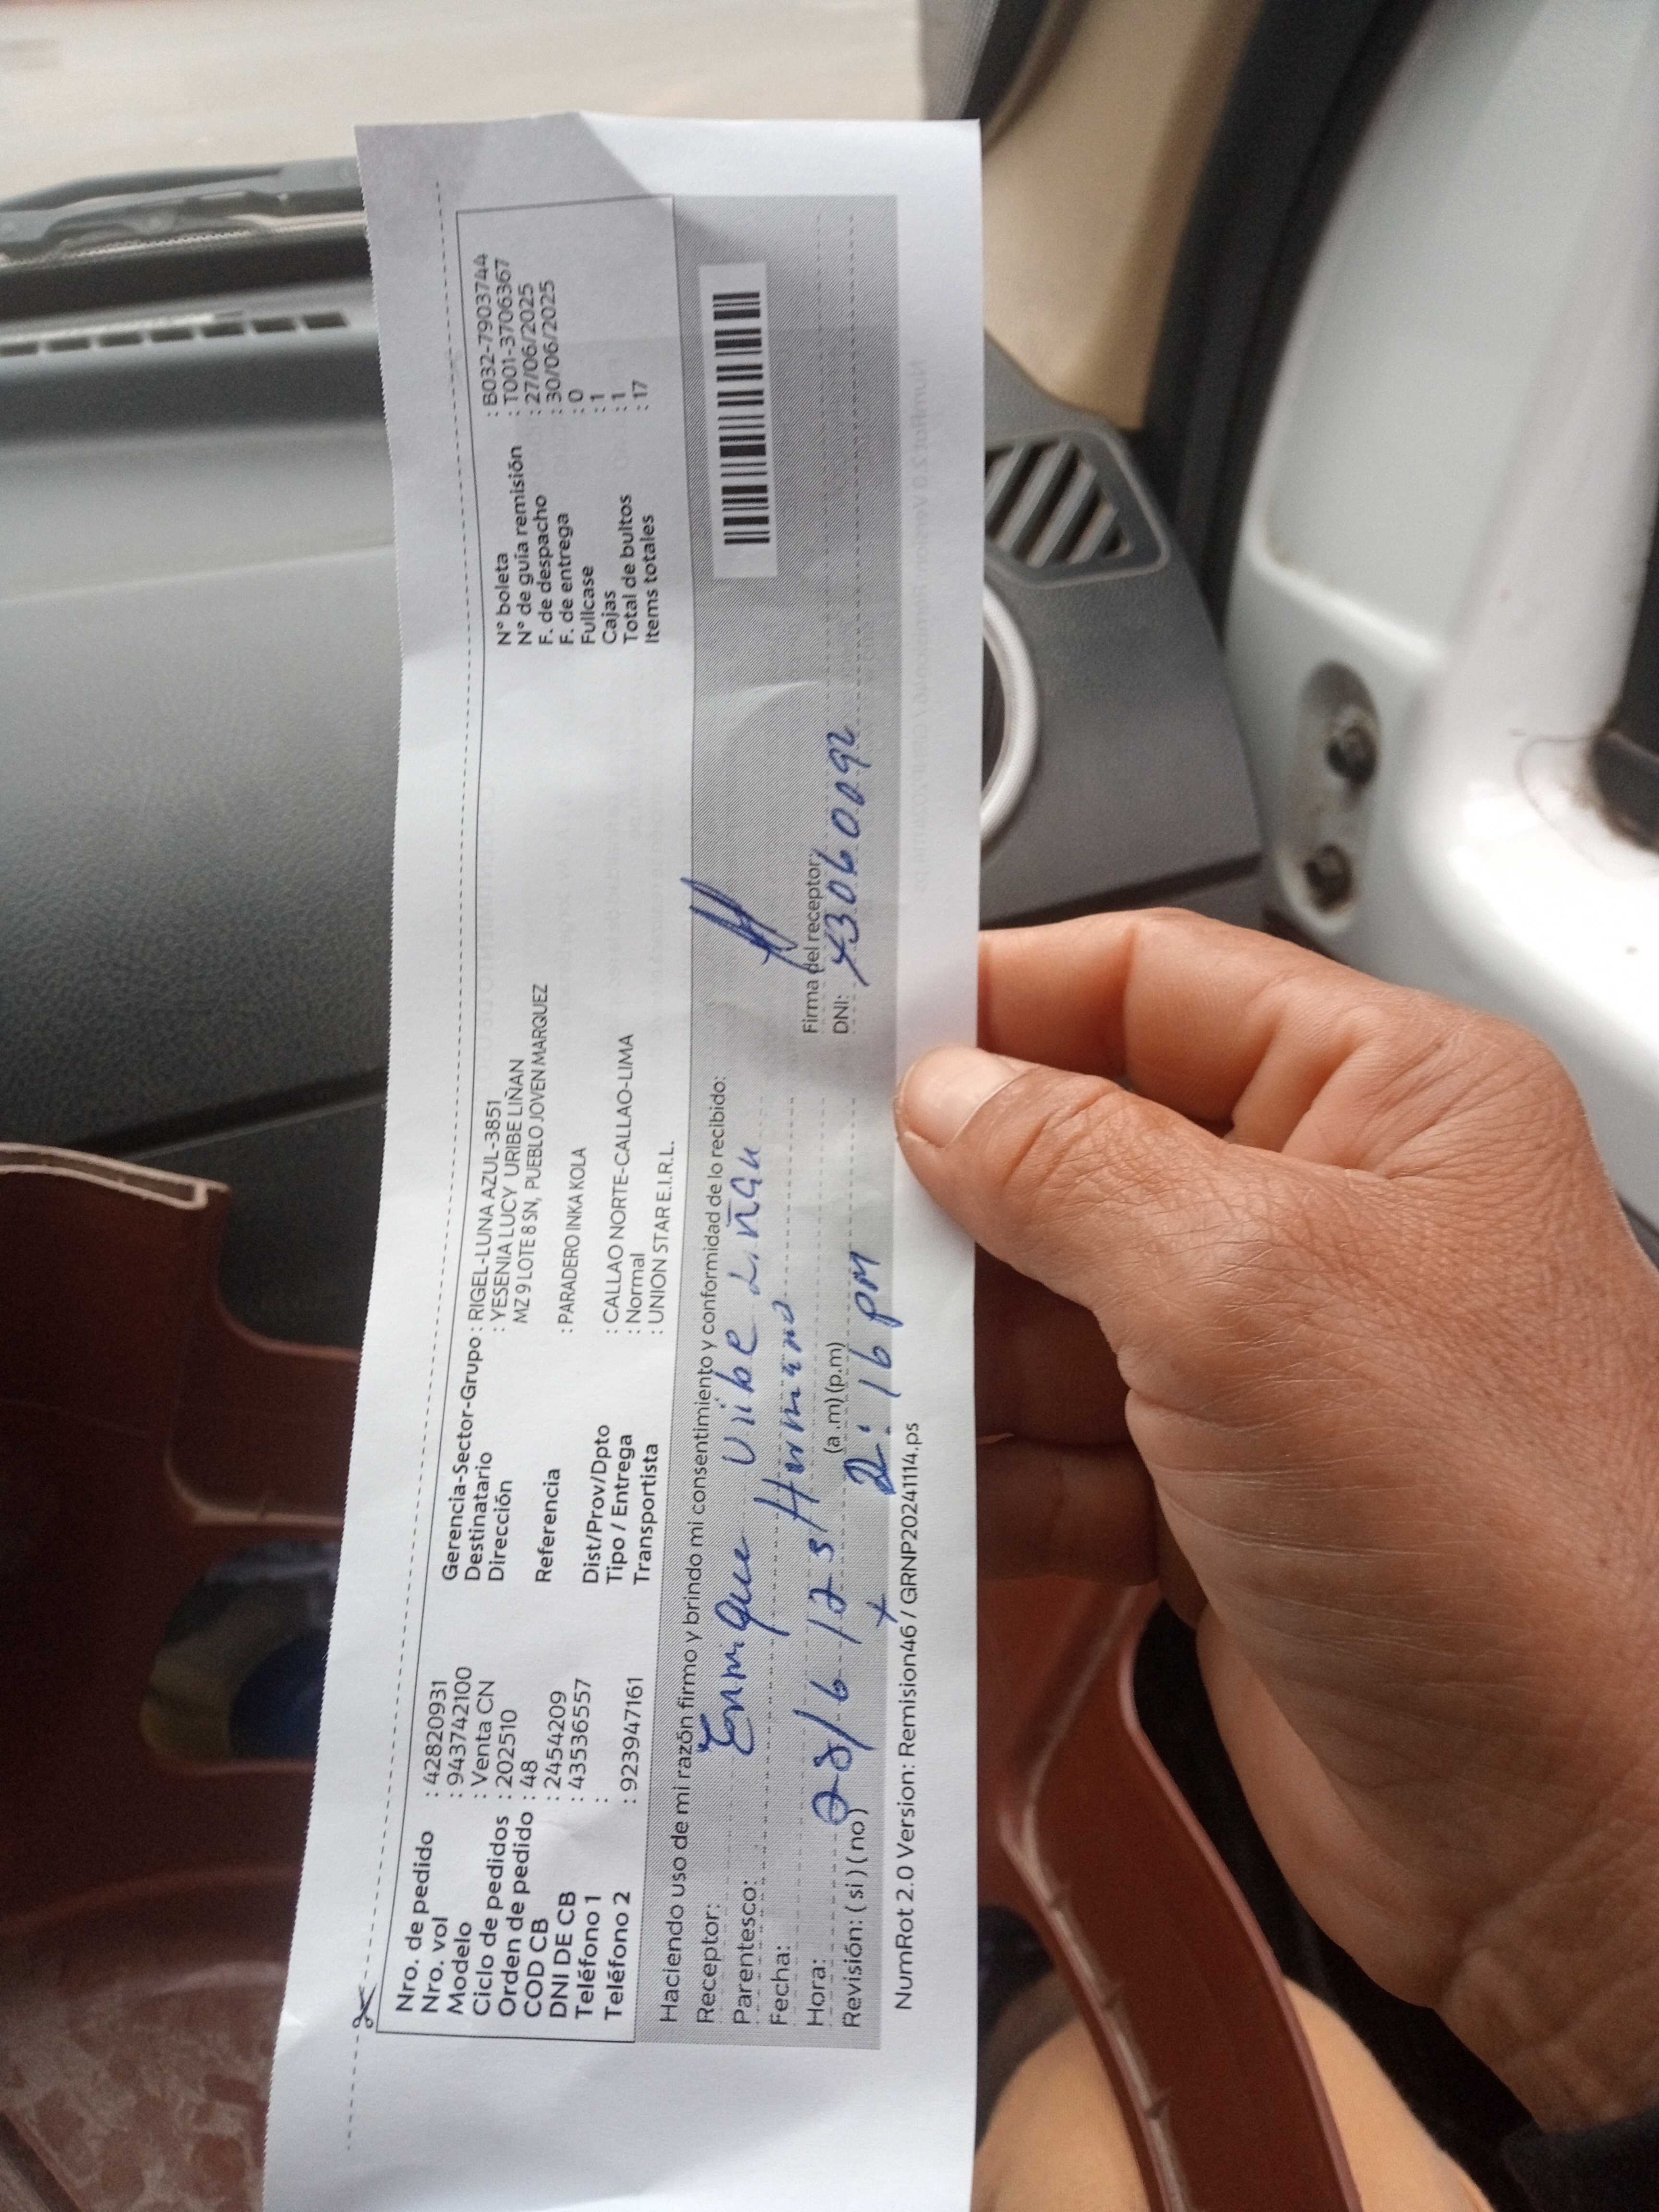 Nro. de pedido : 42820931
Nro. vol : 943742100
Modelo : Venta CN
Ciclo de pedidos : 202510
Orden de pedido : 48
COD CB : 2454209
DNI DE CB : 43536557
Teléfono 1 :
Teléfono 2 : 923947161
Gerencia-Sector-Grupo : RIGEL-LUNA AZUL-3851
Destinatario : YESENIA LUCY URIBE LIÑAN
Dirección MZ 9 LOTE 8 SN, PUEBLO JOVEN MARQUEZ
Referencia : PARADERO INKA KOLA
Dist/Prov/Dpto : CALLAO NORTE-CALLAO-LIMA
Tipo / Entrega : Normal
Transportista : UNION STAR E.I.R.L.
N° boleta : B032-7903744
N° de guía remisión : T001-3706367
F. de despacho : 27/06/2025
F. de entrega : 30/06/2025
Fullcase : 0
Cajas : 1
Total de bultos : 1
Items totales : 17
Haciendo uso de mi razón firmo y brindo mi consentimiento y conformidad de lo recibido:
Receptor: Enrique Uribe Liñan
Parentesco: Hermano
Fecha:
Hora: (a .m) (p.m) 2:16 pm
Revisión: ( si ) ( no )
Firma del receptor:
DNI: 43060092
NumRot 2.0 Version: Remision46 / GRNP20241114.ps